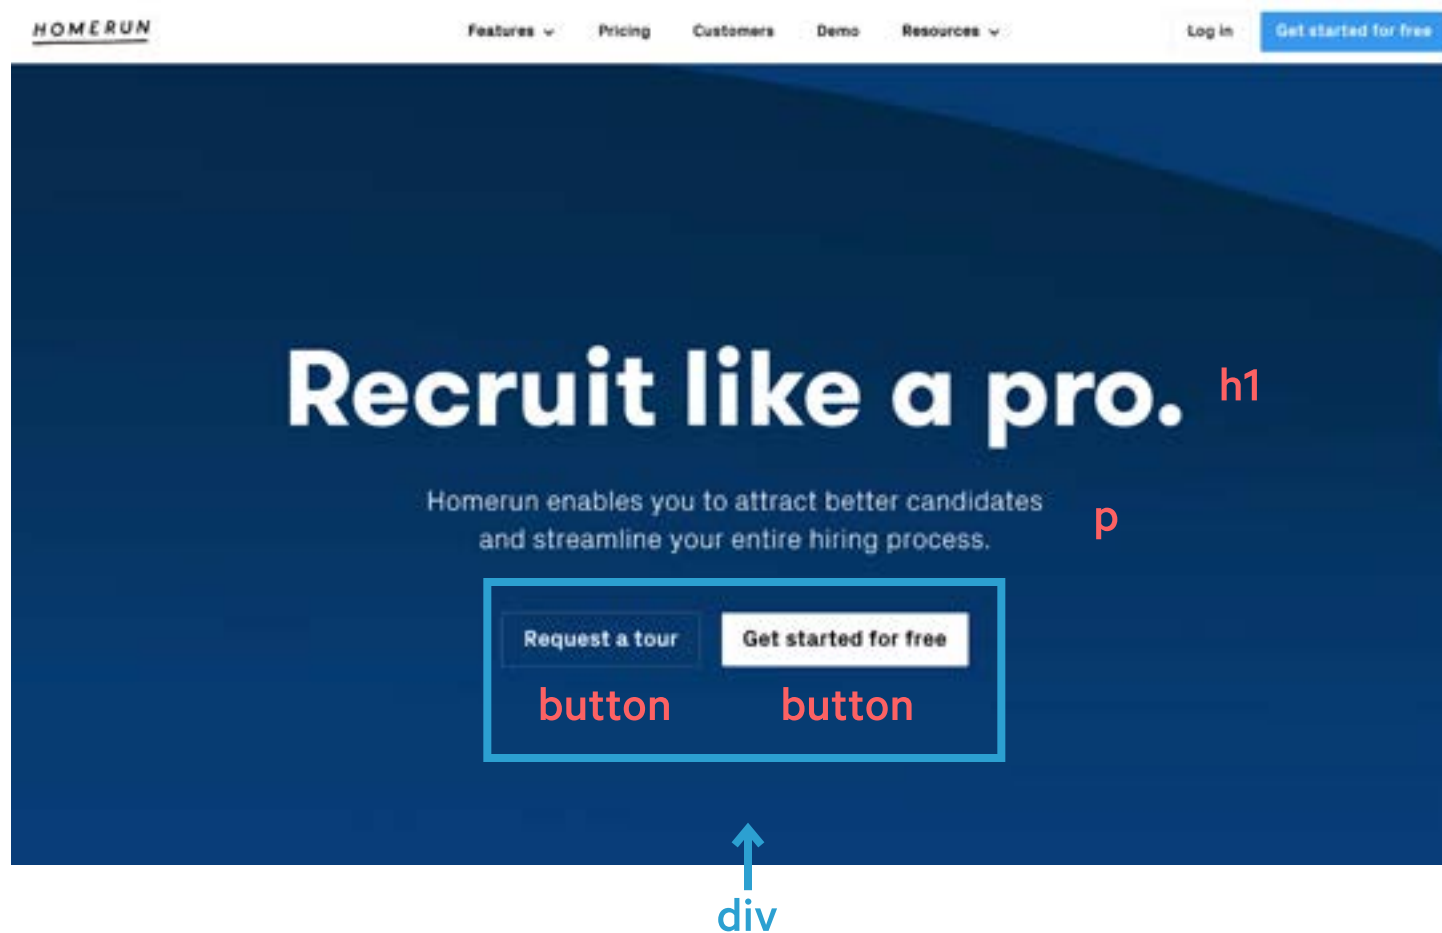 HOMERUN
Features Pricing Customers Demo Resources Log in Get started for free
Recruit like a pro. h1
Homerun enables you to attract better candidates
and streamline your entire hiring process. p
Request a tour Get started for free
button button
div